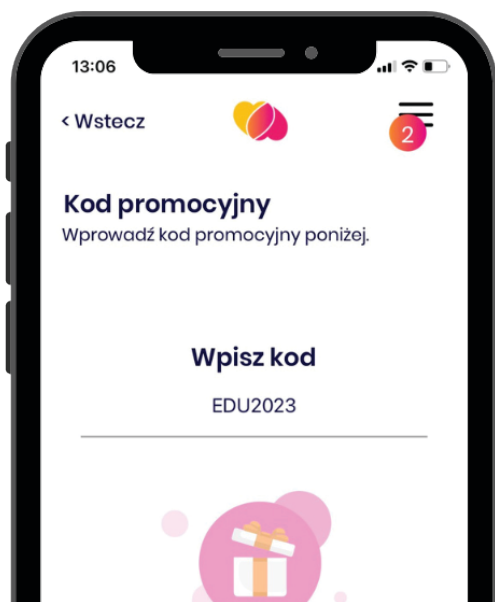 13:06
< Wstecz
2
Kod promocyjny
Wprowadź kod promocyjny poniżej.
Wpisz kod
EDU2023